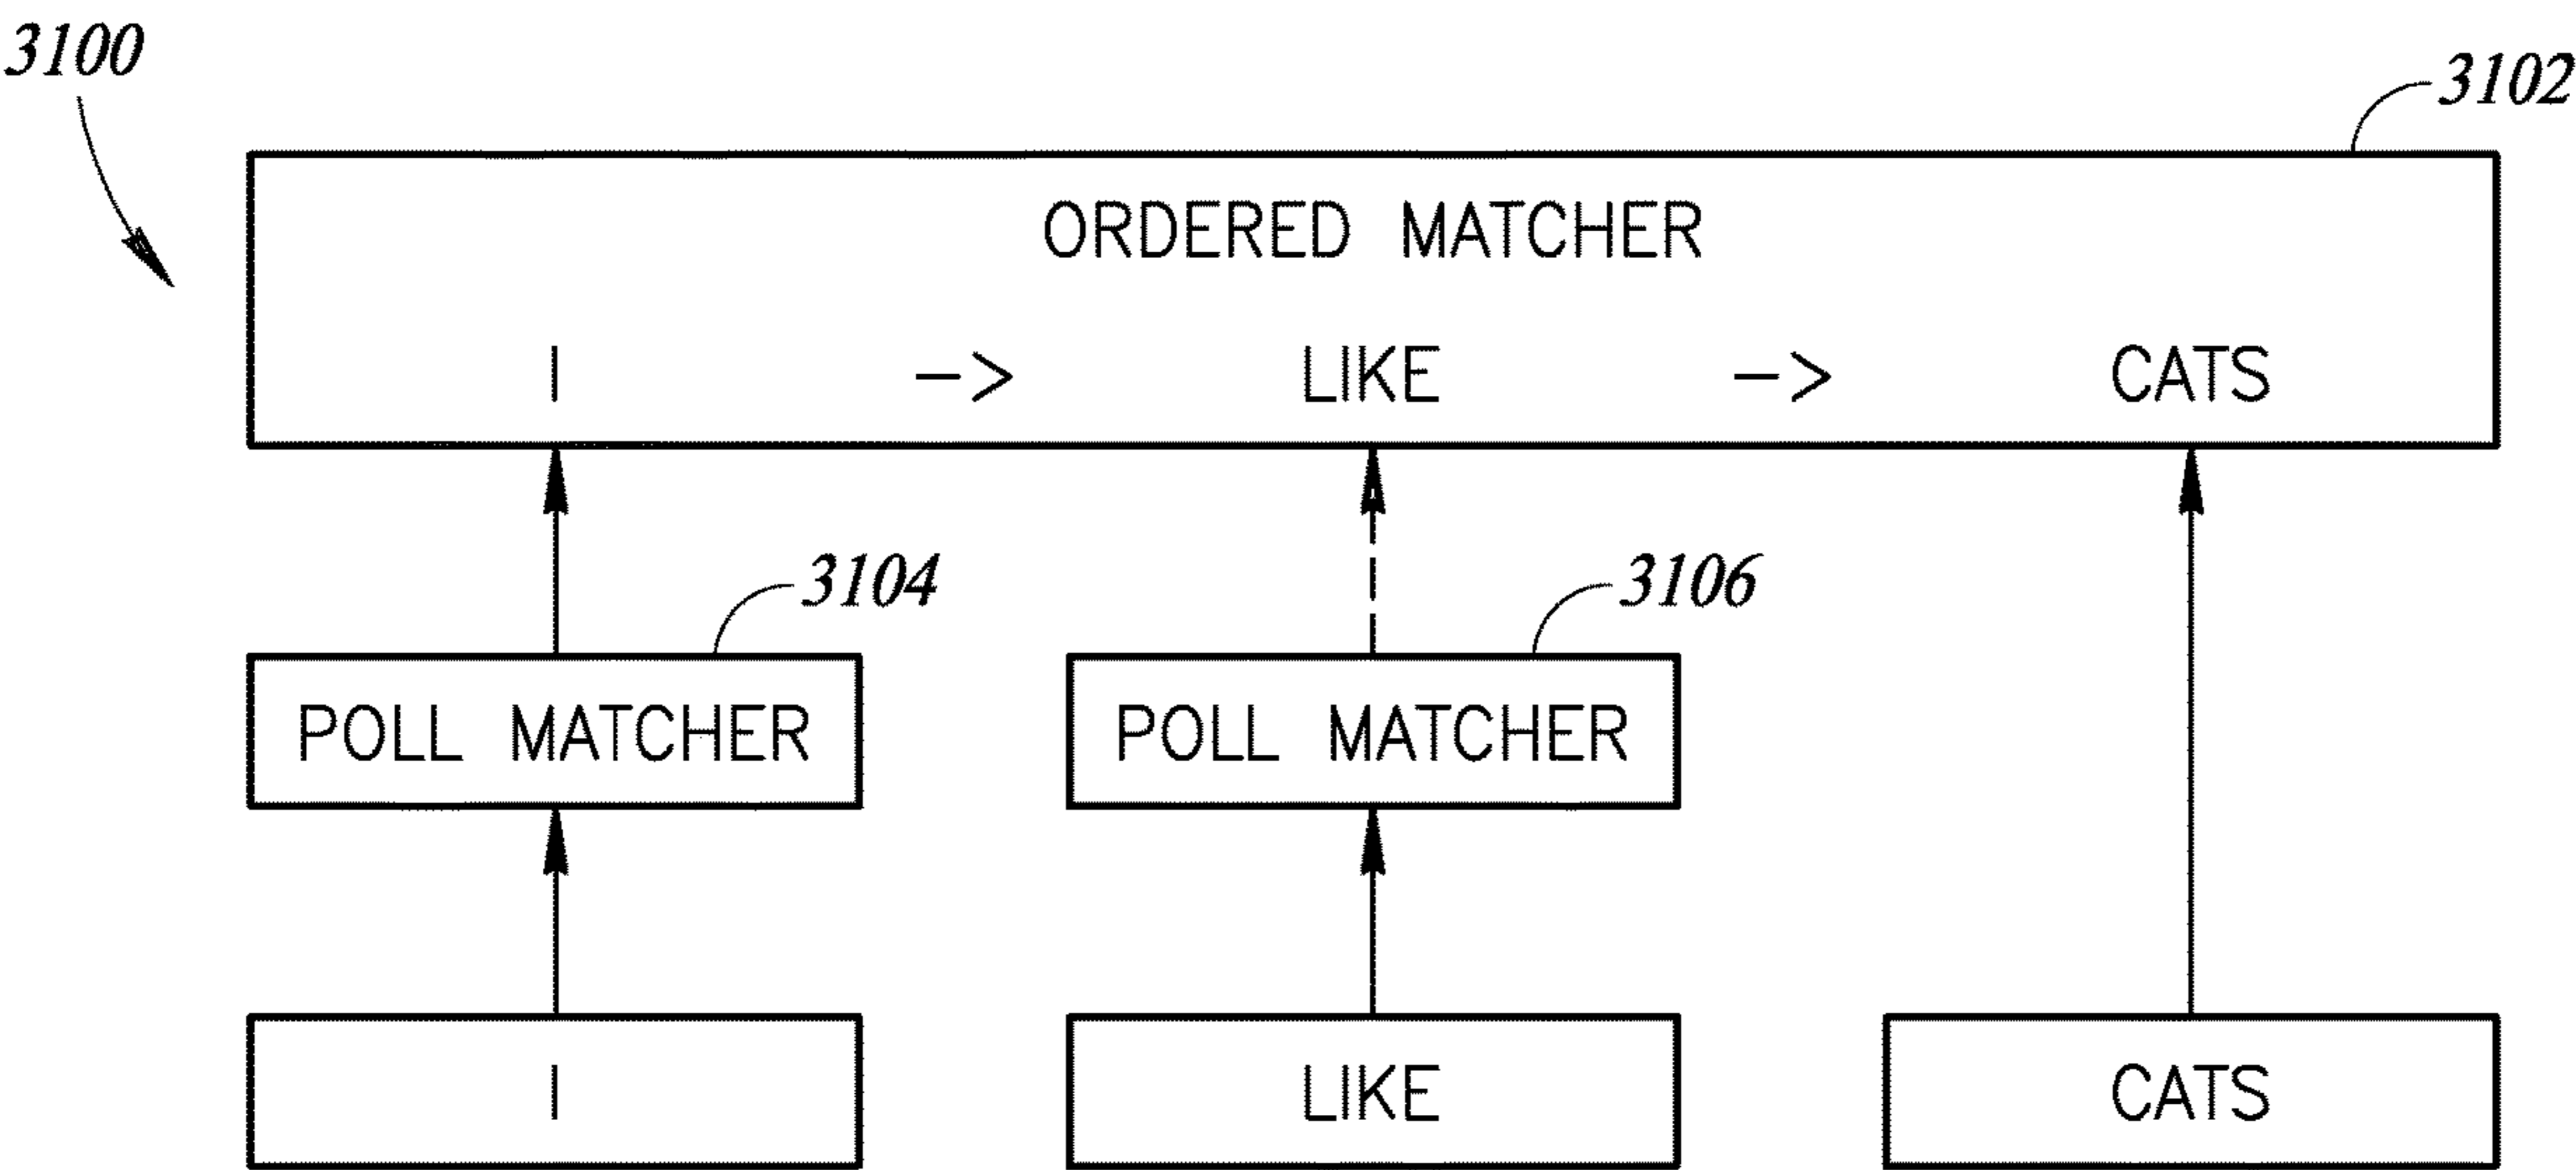 3100
3102
ORDERED MATCHER
I -> LIKE -> CATS
3104
3106
POLL MATCHER
POLL MATCHER
I
LIKE
CATS